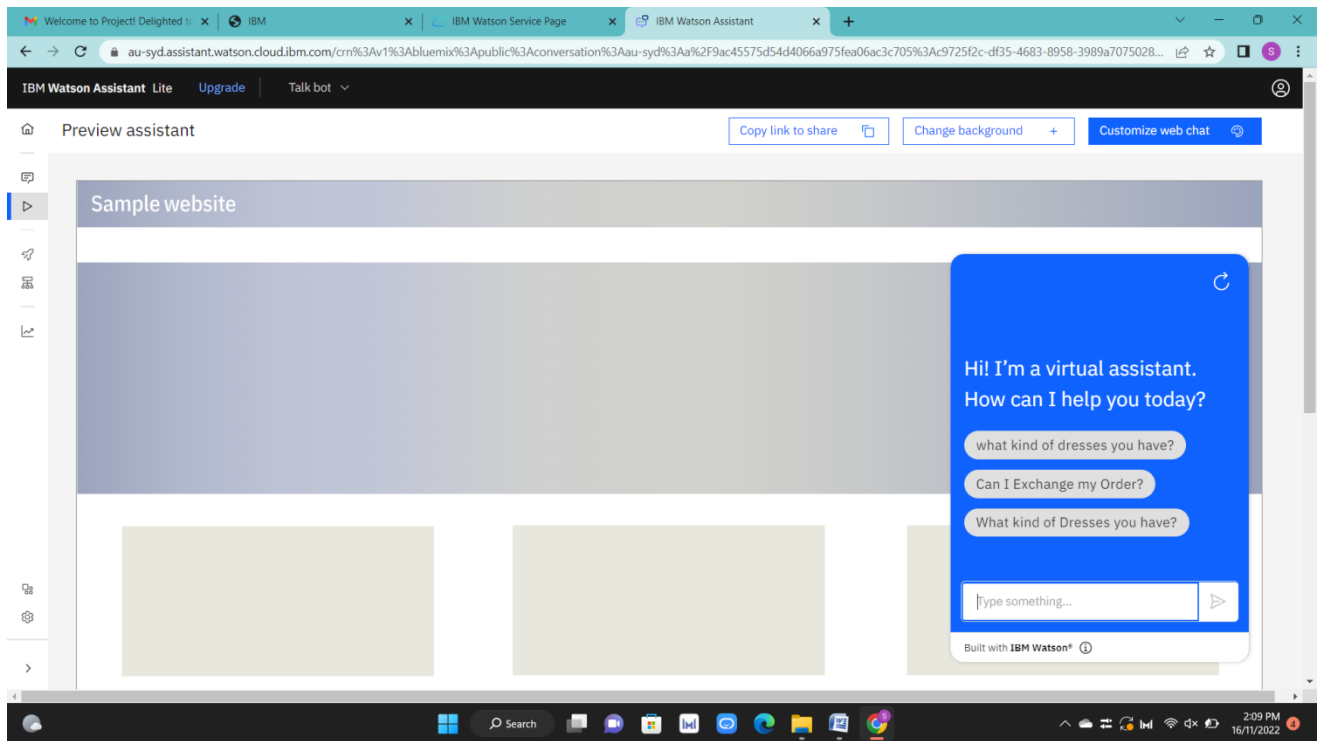 Welcome to Project! Delighted to
IBM
IBM Watson Service Page
IBM Watson Assistant
au-syd.assistant.watson.cloud.ibm.com/crn%3Av1%3Abluemix%3Apublic%3Aconversation%3Aau-syd%3Aa%2F9ac45575d54d4066a975fea06ac3c705%3Ac9725f2c-df35-4683-8958-3989a7075028...
S
IBM Watson Assistant Lite Upgrade Talk bot
Preview assistant
Copy link to share
Change background +
Customize web chat
Sample website
Hi! I'm a virtual assistant.
How can I help you today?
what kind of dresses you have?
Can I Exchange my Order?
What kind of Dresses you have?
Type something...
Built with IBM Watson®
Search
2:09 PM
16/11/2022
4